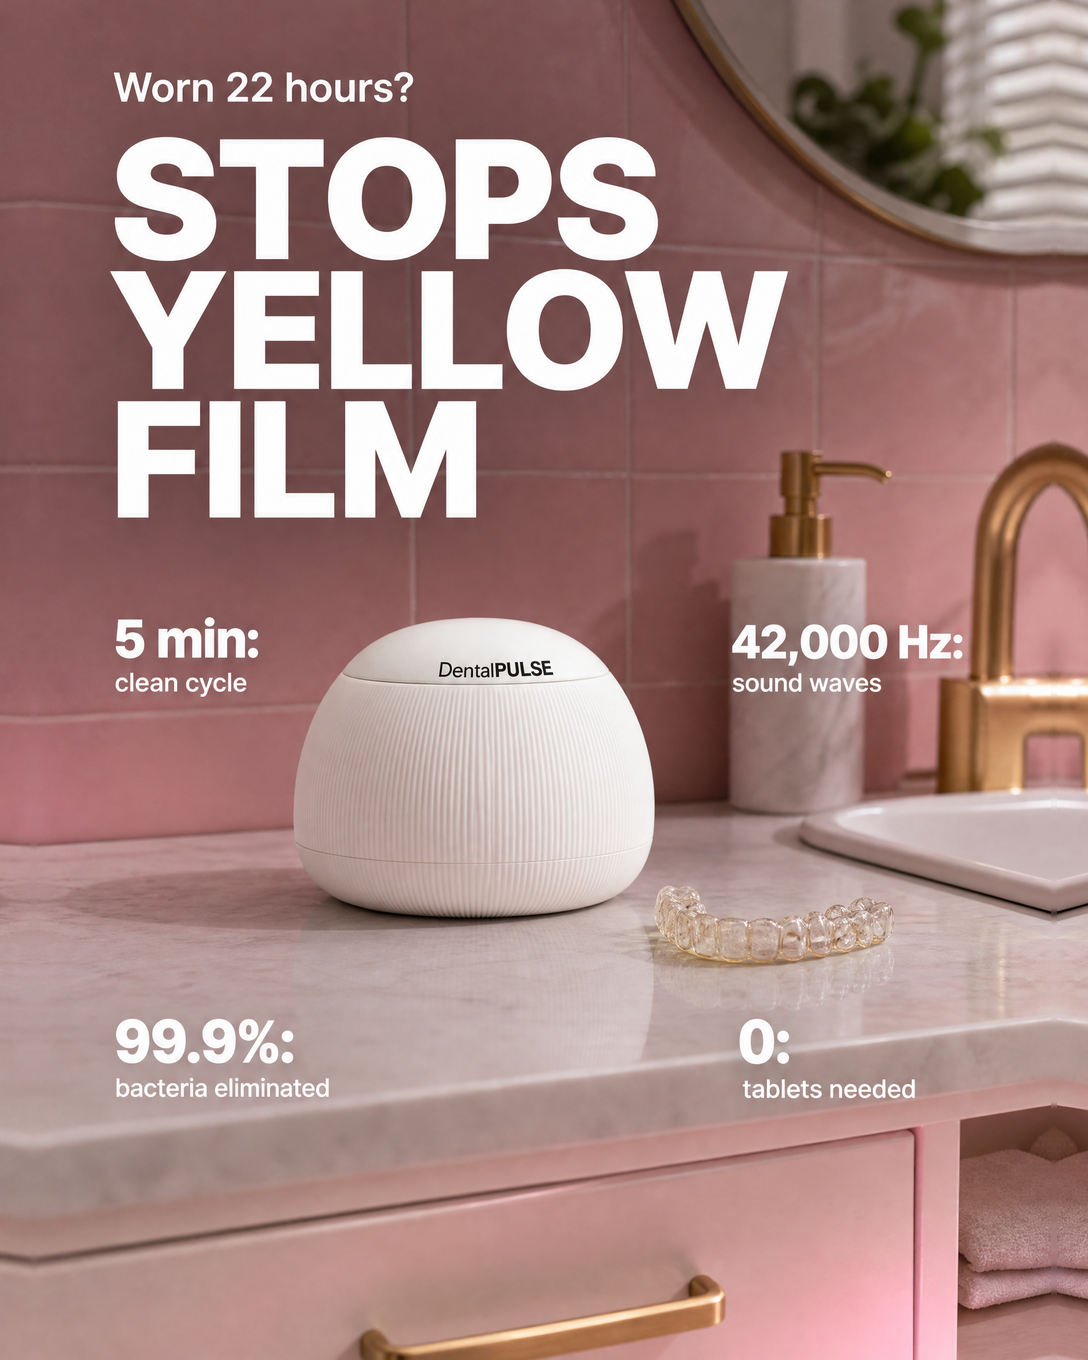 Worn 22 hours?
STOPS
YELLOW
FILM
5 min:
clean cycle
42,000 Hz:
sound waves
DentalPULSE
99.9%:
bacteria eliminated
0:
tablets needed